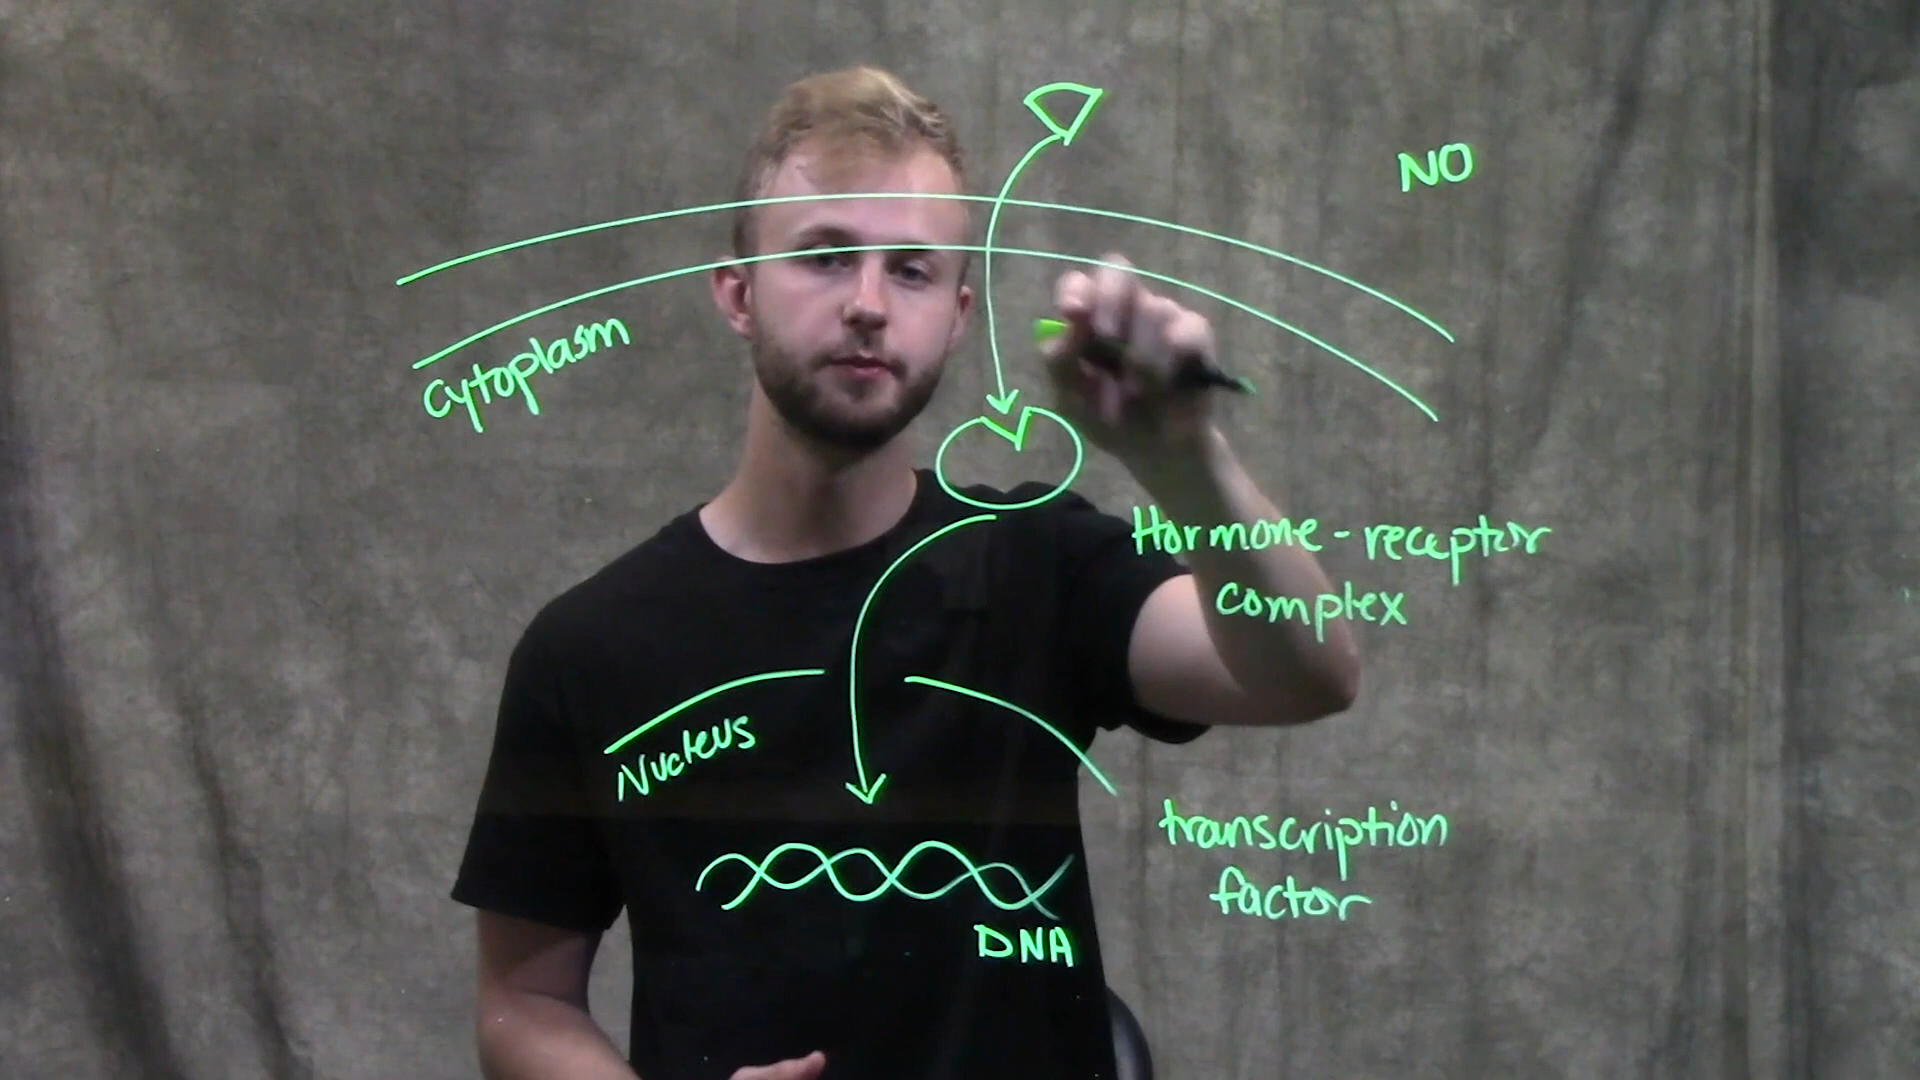 NO
Cytoplasm
Hormone-receptor
complex
Nucleus
transcription
factor
DNA